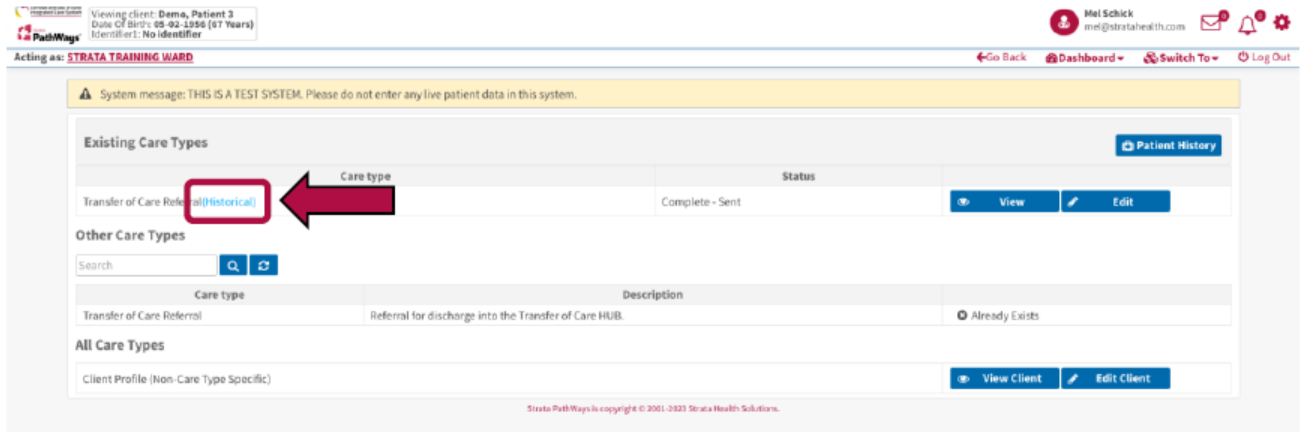 Viewing client: Demo, Patient 3
Date Of Birth: 05-02-1956 (67 Years)
Identifier1: No identifier
PathWays
Mel Schick
mel@stratahealth.com
Acting as: STRATA TRAINING WARD
Go Back
Dashboard
Switch To
Log Out
System message: THIS IS A TEST SYSTEM. Please do not enter any live patient data in this system.
Existing Care Types
Patient History
Care type Status
Transfer of Care Referral(Historical) Complete - Sent View Edit
Other Care Types
Search
Care type Description
Transfer of Care Referral Referral for discharge into the Transfer of Care HUB. Already Exists
All Care Types
Client Profile (Non-Care Type Specific) View Client Edit Client
Strata PathWays is copyright © 2001-2023 Strata Health Solutions.